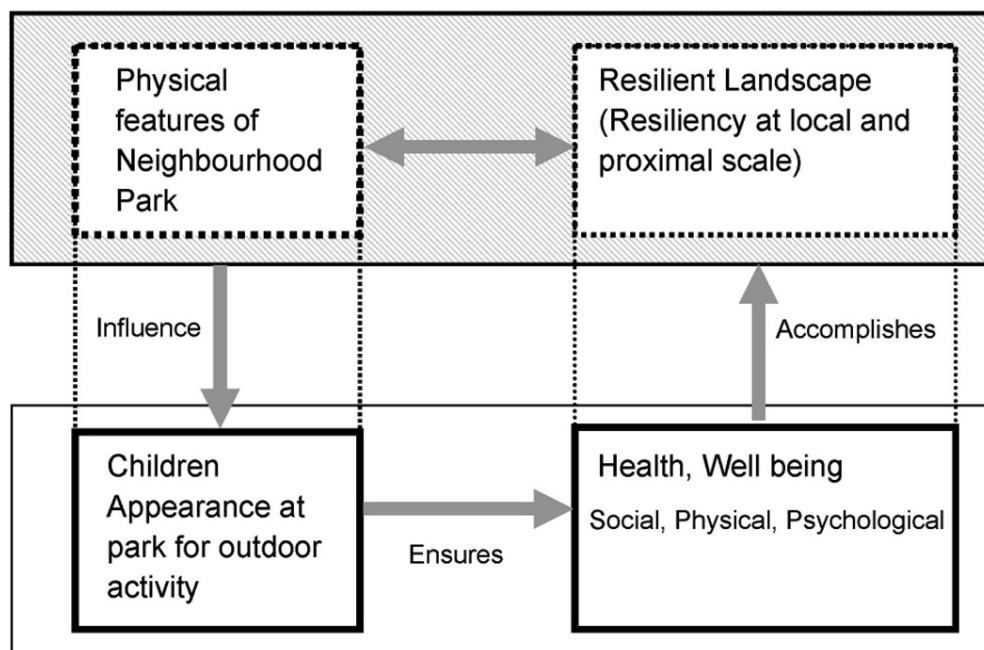 Physical
features of
Neighbourhood
Park
Resilient Landscape
(Resiliency at local and
proximal scale)
Influence
Accomplishes
Children
Appearance at
park for outdoor
activity
Ensures
Health, Well being
Social, Physical, Psychological